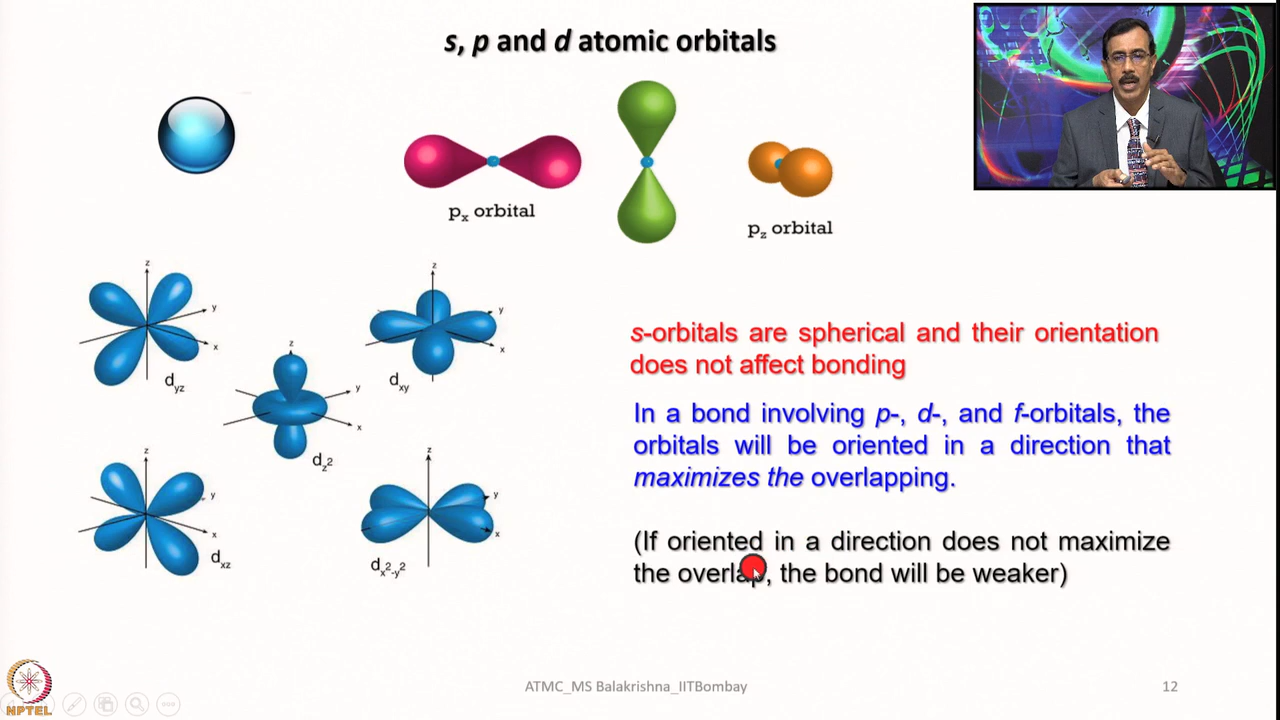 s, p and d atomic orbitals
pₓ orbital
p_z orbital
z
y
x
d_yz
z
y
x
d_xy
z
y
x
d_z²
z
y
x
d_xz
z
y
x
d_x²-y²
s-orbitals are spherical and their orientation
does not affect bonding
In a bond involving p-, d-, and f-orbitals, the
orbitals will be oriented in a direction that
maximizes the overlapping.
(If oriented in a direction does not maximize
the overlap, the bond will be weaker)
NPTEL
ATMC_MS Balakrishna_IITBombay
12